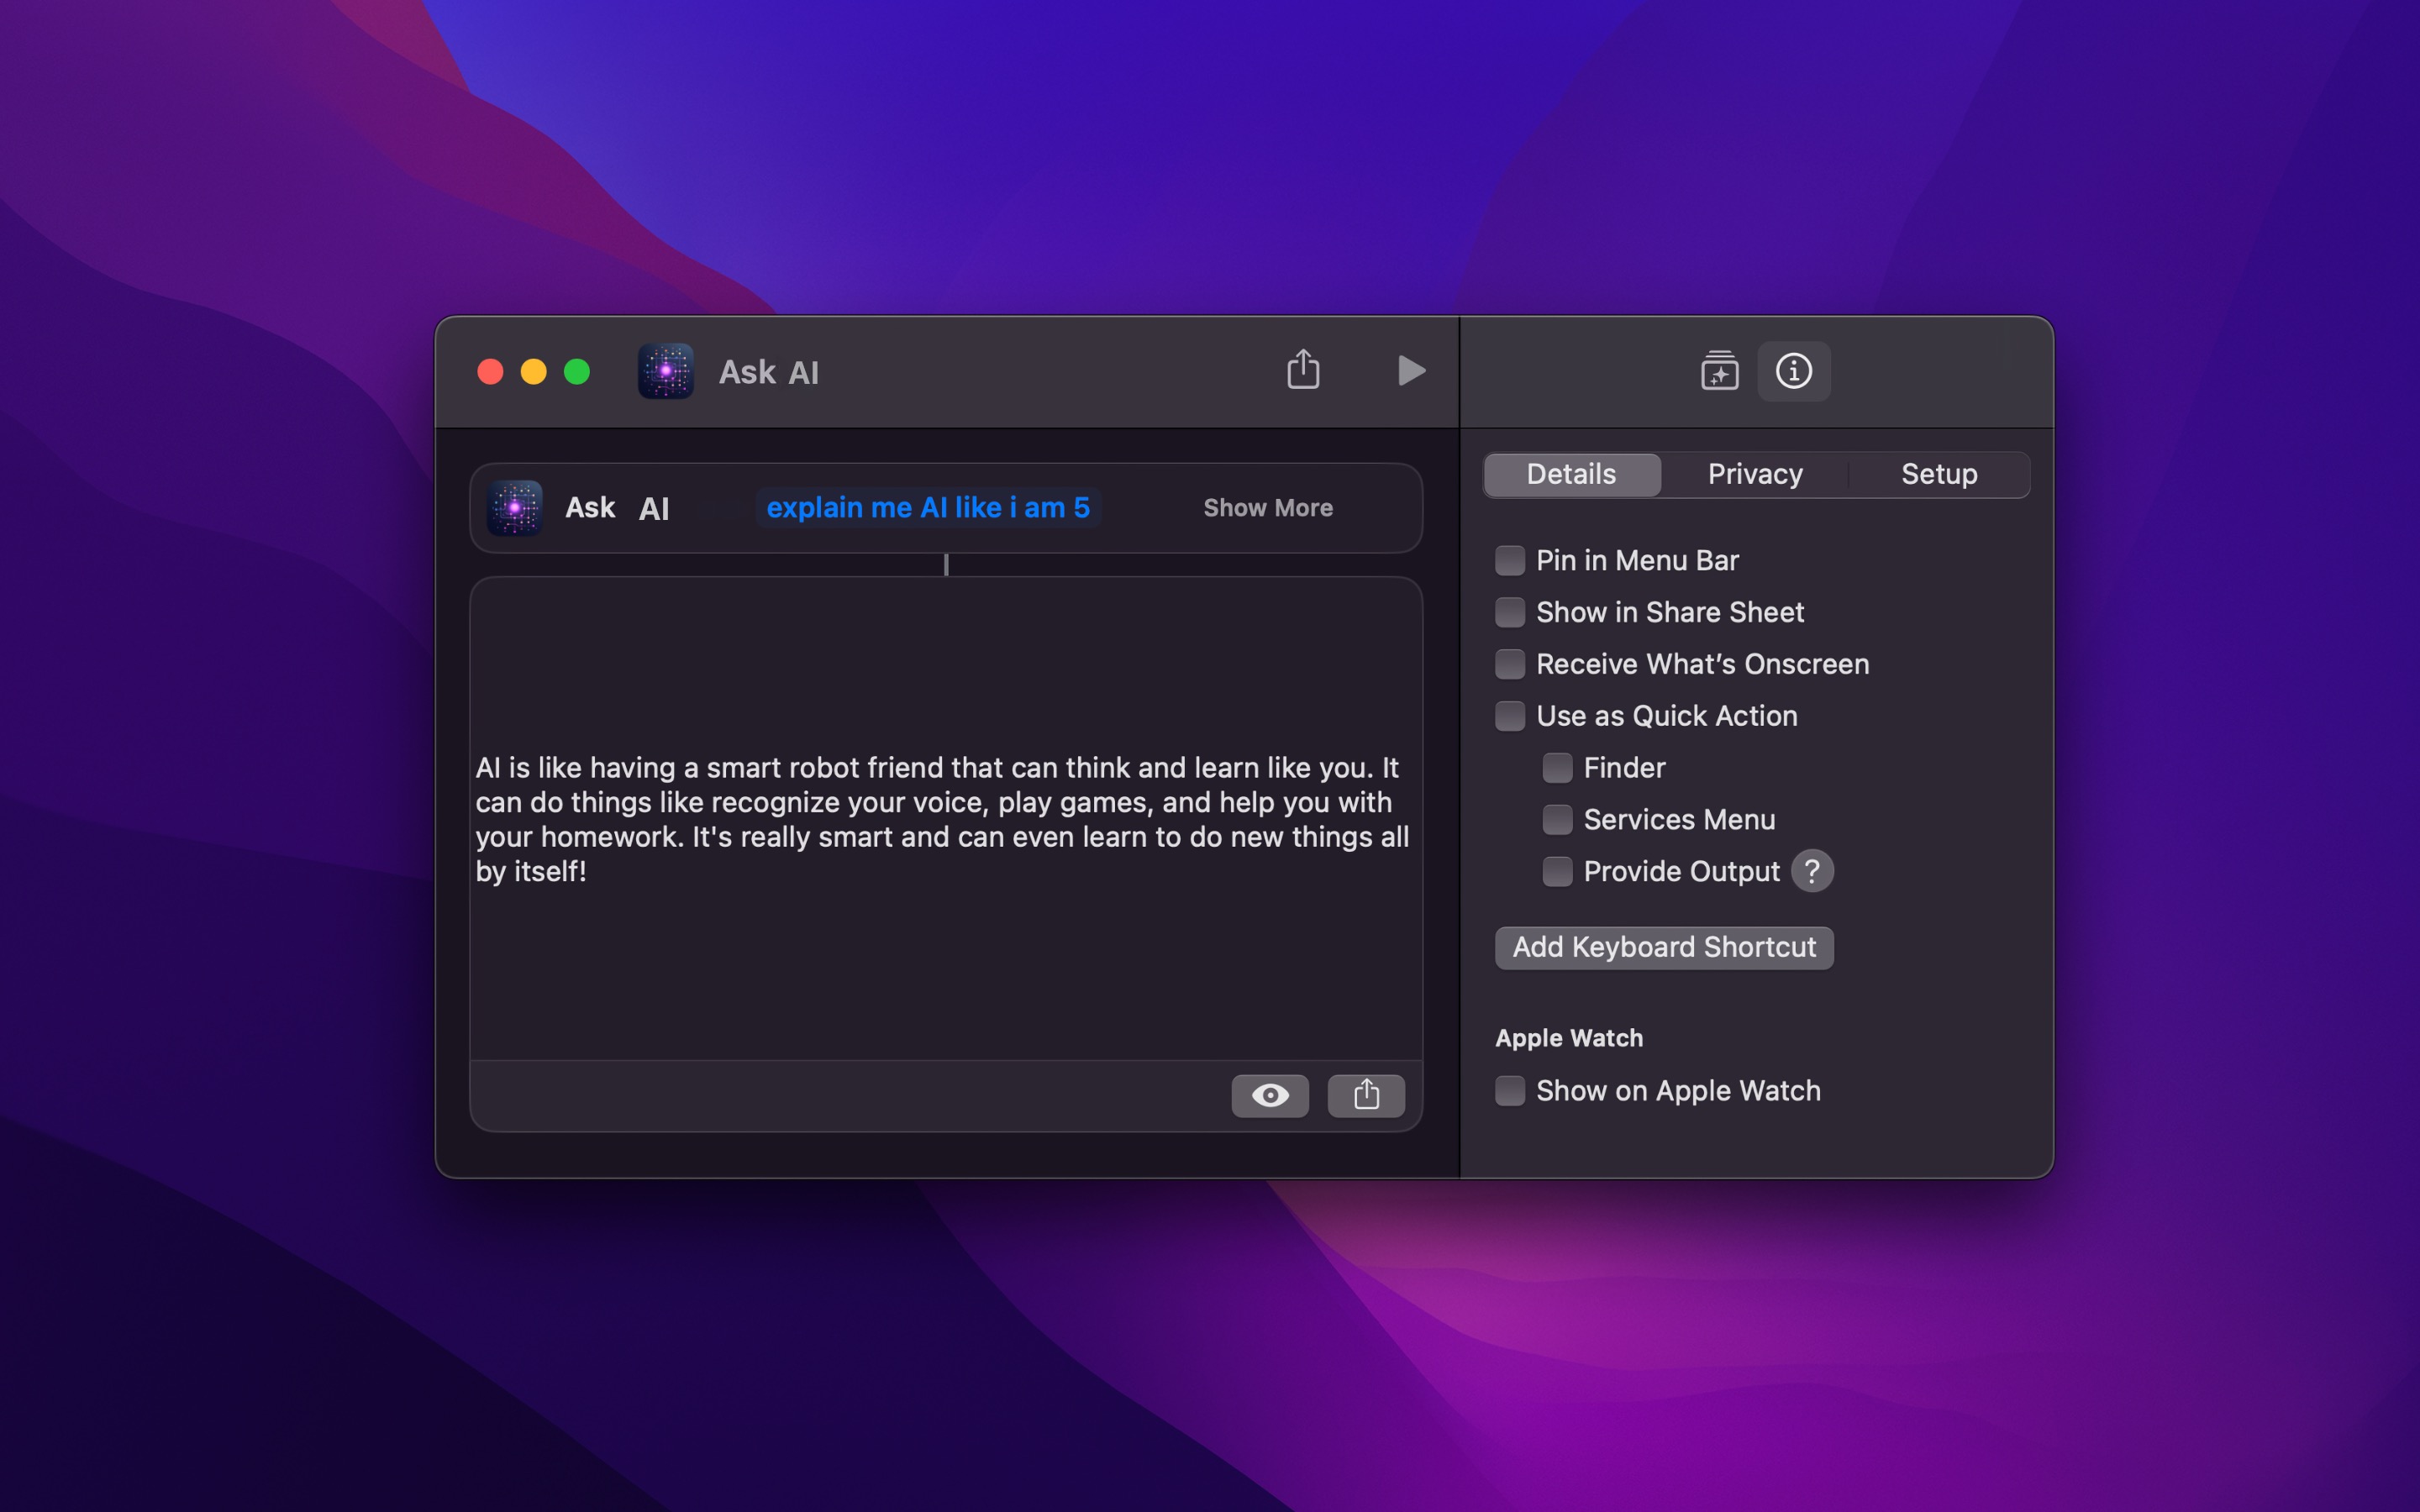 Ask AI
Ask AI explain me AI like i am 5 Show More
AI is like having a smart robot friend that can think and learn like you. It
can do things like recognize your voice, play games, and help you with
your homework. It's really smart and can even learn to do new things all
by itself!
Details Privacy Setup
Pin in Menu Bar
Show in Share Sheet
Receive What’s Onscreen
Use as Quick Action
Finder
Services Menu
Provide Output ?
Add Keyboard Shortcut
Apple Watch
Show on Apple Watch